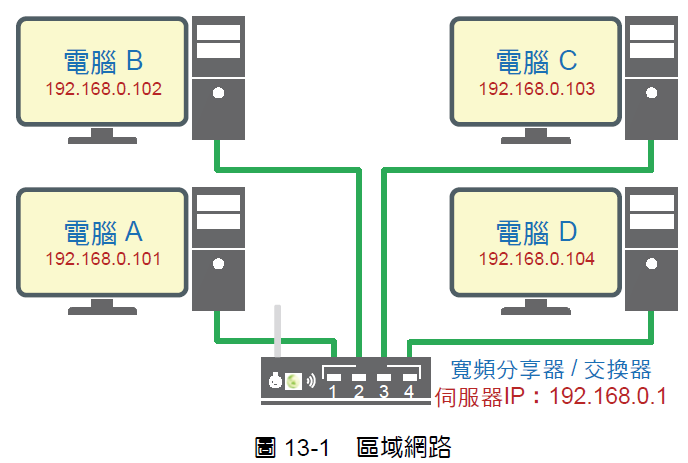 電腦 B
192.168.0.102
電腦 C
192.168.0.103
電腦 A
192.168.0.101
電腦 D
192.168.0.104
1 2 3 4
寬頻分享器 / 交換器
伺服器IP：192.168.0.1
圖 13-1 區域網路